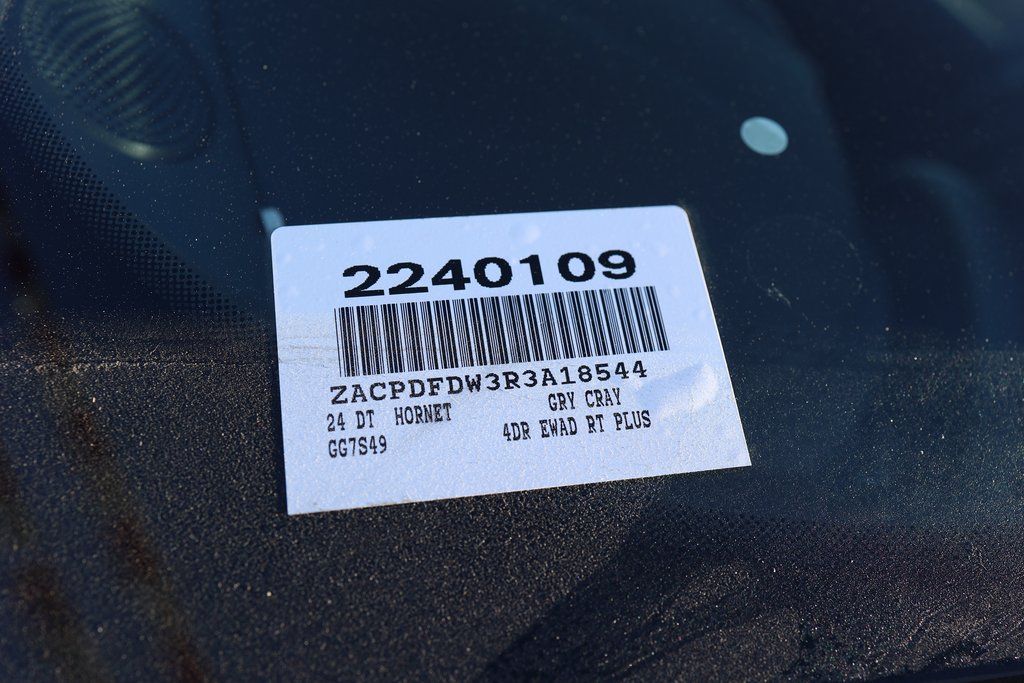 2240109
ZACPDFDW3R3A18544
24 DT HORNET GRY CRAY
GG7S49 4DR EWAD RT PLUS